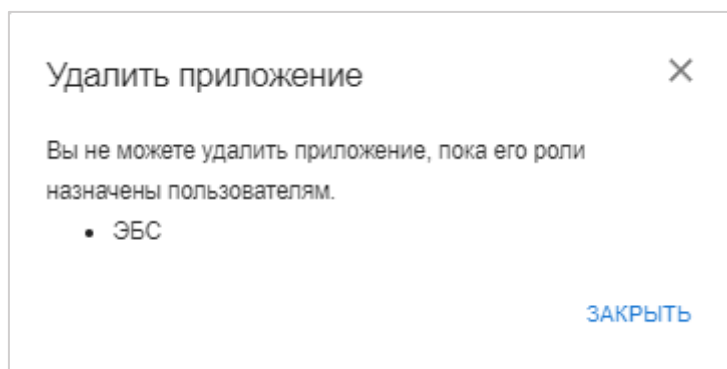 Удалить приложение
Вы не можете удалить приложение, пока его роли
назначены пользователям.
• ЭБС
ЗАКРЫТЬ